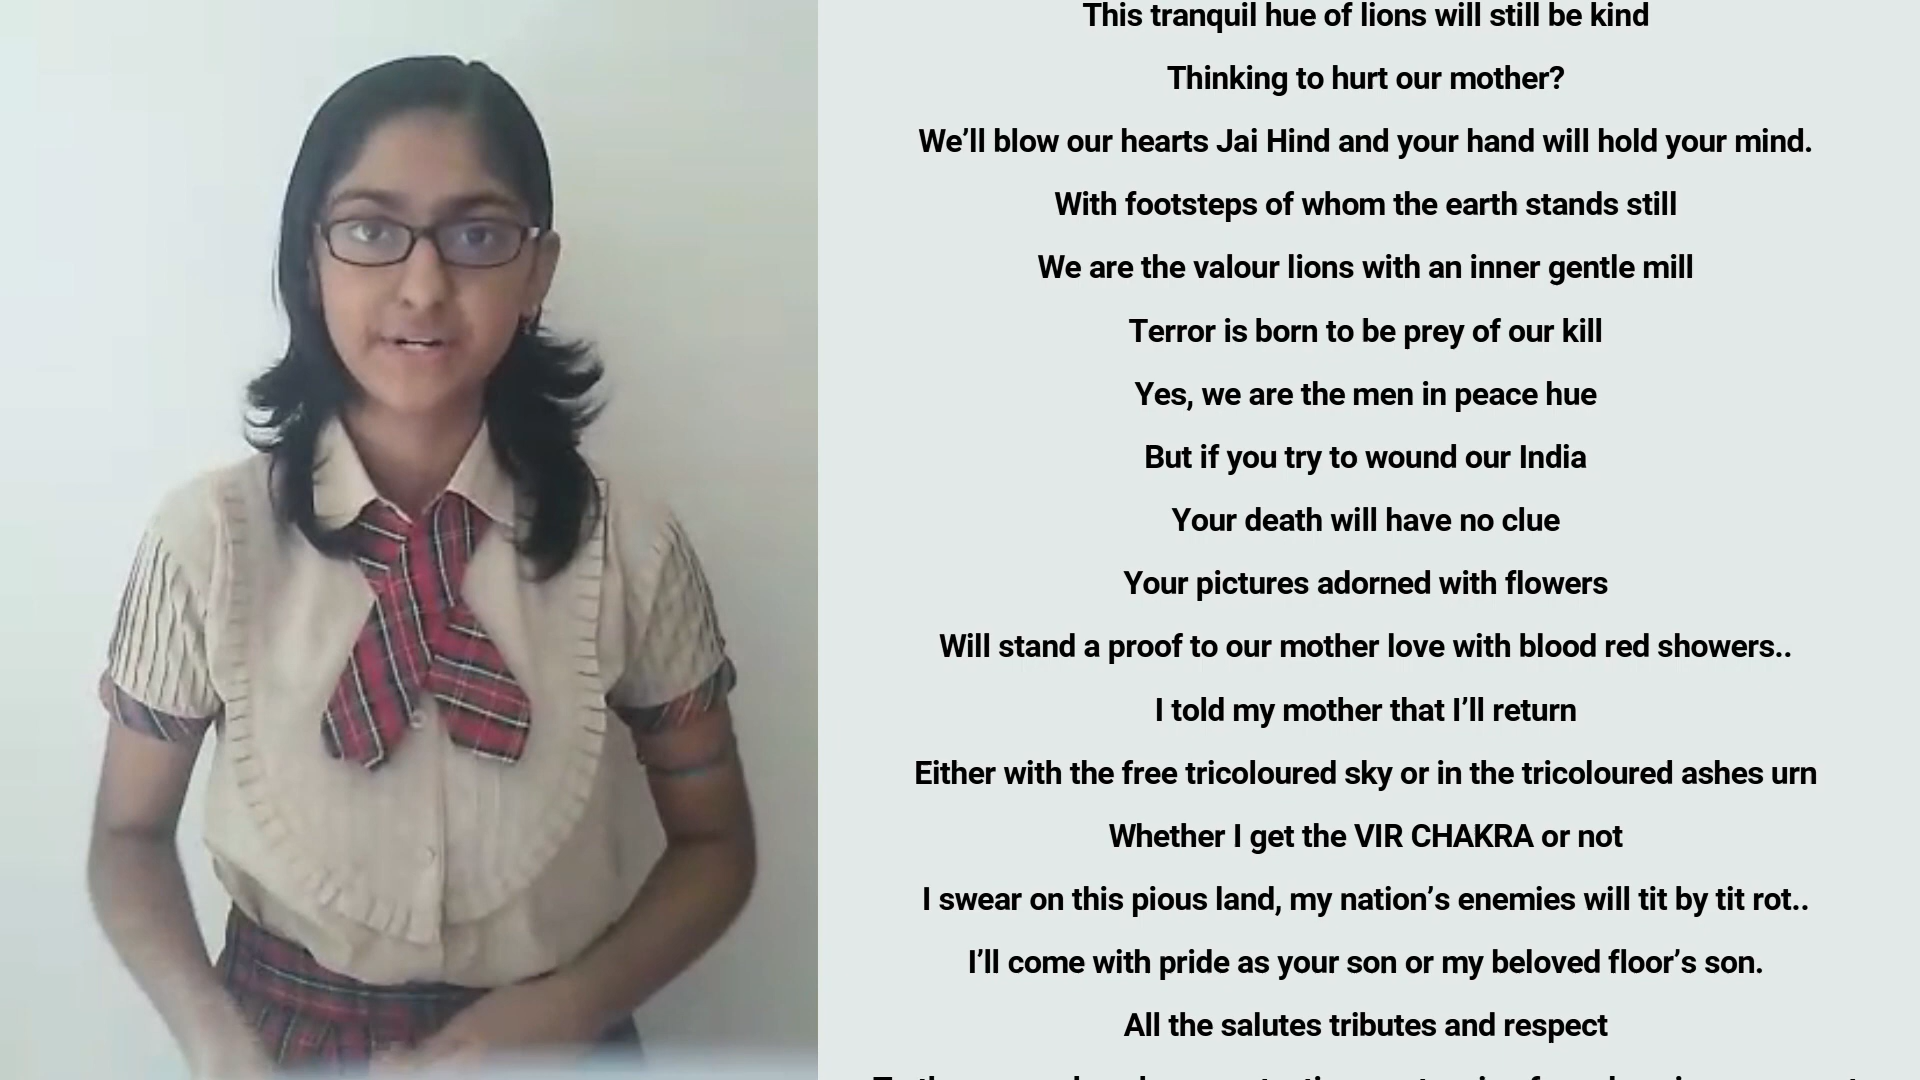 This tranquil hue of lions will still be kind
Thinking to hurt our mother?
We’ll blow our hearts Jai Hind and your hand will hold your mind.
With footsteps of whom the earth stands still
We are the valour lions with an inner gentle mill
Terror is born to be prey of our kill
Yes, we are the men in peace hue
But if you try to wound our India
Your death will have no clue
Your pictures adorned with flowers
Will stand a proof to our mother love with blood red showers..
I told my mother that I’ll return
Either with the free tricoloured sky or in the tricoloured ashes urn
Whether I get the VIR CHAKRA or not
I swear on this pious land, my nation’s enemies will tit by tit rot..
I’ll come with pride as your son or my beloved floor’s son.
All the salutes tributes and respect